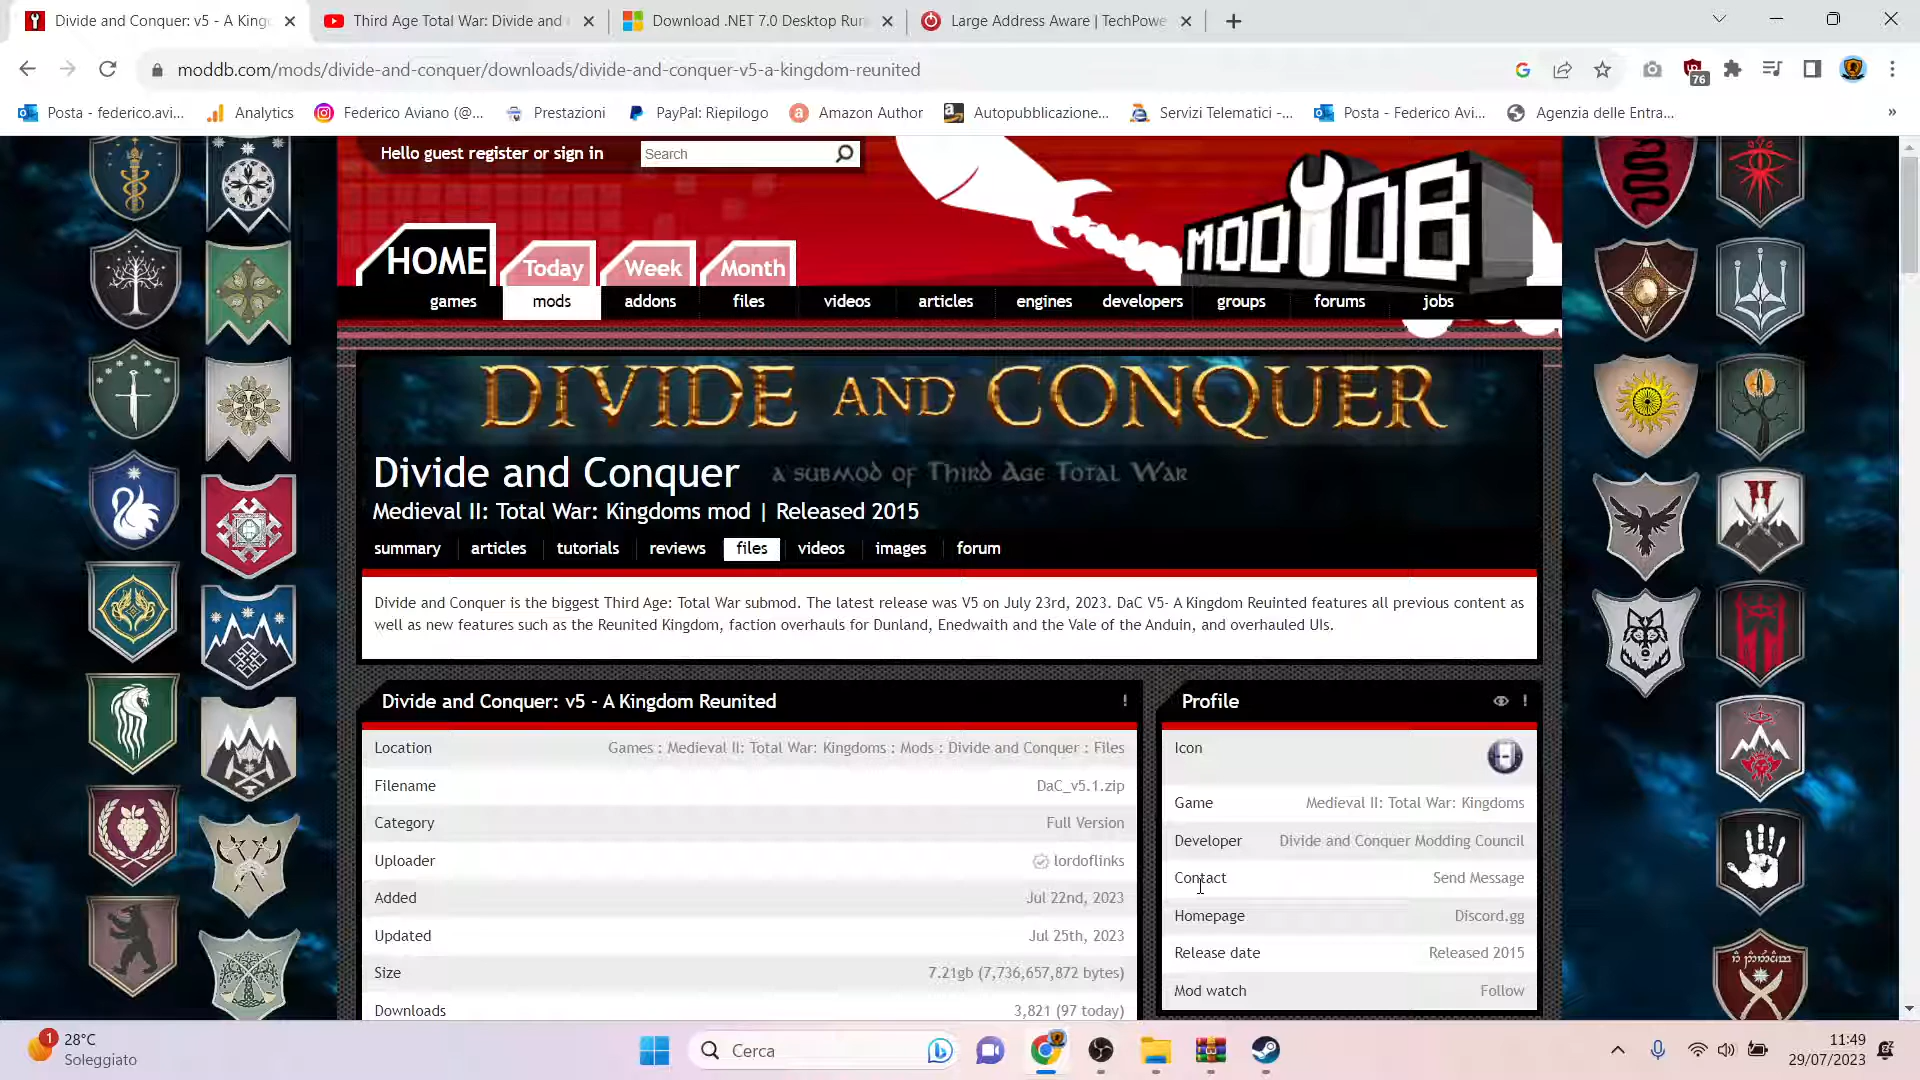 Divide and Conquer: v5 - A King
Third Age Total War: Divide and
Download .NET 7.0 Desktop Run
Large Address Aware | TechPowe
moddb.com/mods/divide-and-conquer/downloads/divide-and-conquer-v5-a-kingdom-reunited
76
Posta - federico.avi...
Analytics
Federico Aviano (@...
Prestazioni
PayPal: Riepilogo
Amazon Author
Autopubblicazione...
Servizi Telematici -...
Posta - Federico Avi...
Agenzia delle Entra...
»
Hello guest register or sign in
Search
MODDB
HOME
Today
Week
Month
games
mods
addons
files
videos
articles
engines
developers
groups
forums
jobs
DIVIDE AND CONQUER
Divide and Conquer
a submod of Third Age Total War
Medieval II: Total War: Kingdoms mod | Released 2015
summary
articles
tutorials
reviews
files
videos
images
forum
Divide and Conquer is the biggest Third Age: Total War submod. The latest release was V5 on July 23rd, 2023. DaC V5- A Kingdom Reuinted features all previous content as
well as new features such as the Reunited Kingdom, faction overhauls for Dunland, Enedwaith and the Vale of the Anduin, and overhauled UIs.
Divide and Conquer: v5 - A Kingdom Reunited
!
Location
Games : Medieval II: Total War: Kingdoms : Mods : Divide and Conquer : Files
Filename
DaC_v5.1.zip
Category
Full Version
Uploader
lordoflinks
Added
Jul 22nd, 2023
Updated
Jul 25th, 2023
Size
7.21gb (7,736,657,872 bytes)
Downloads
3,821 (97 today)
Profile
!
Icon
Game
Medieval II: Total War: Kingdoms
Developer
Divide and Conquer Modding Council
Contact
Send Message
Homepage
Discord.gg
Release date
Released 2015
Mod watch
Follow
1
28°C
Soleggiato
Cerca
11:49
29/07/2023